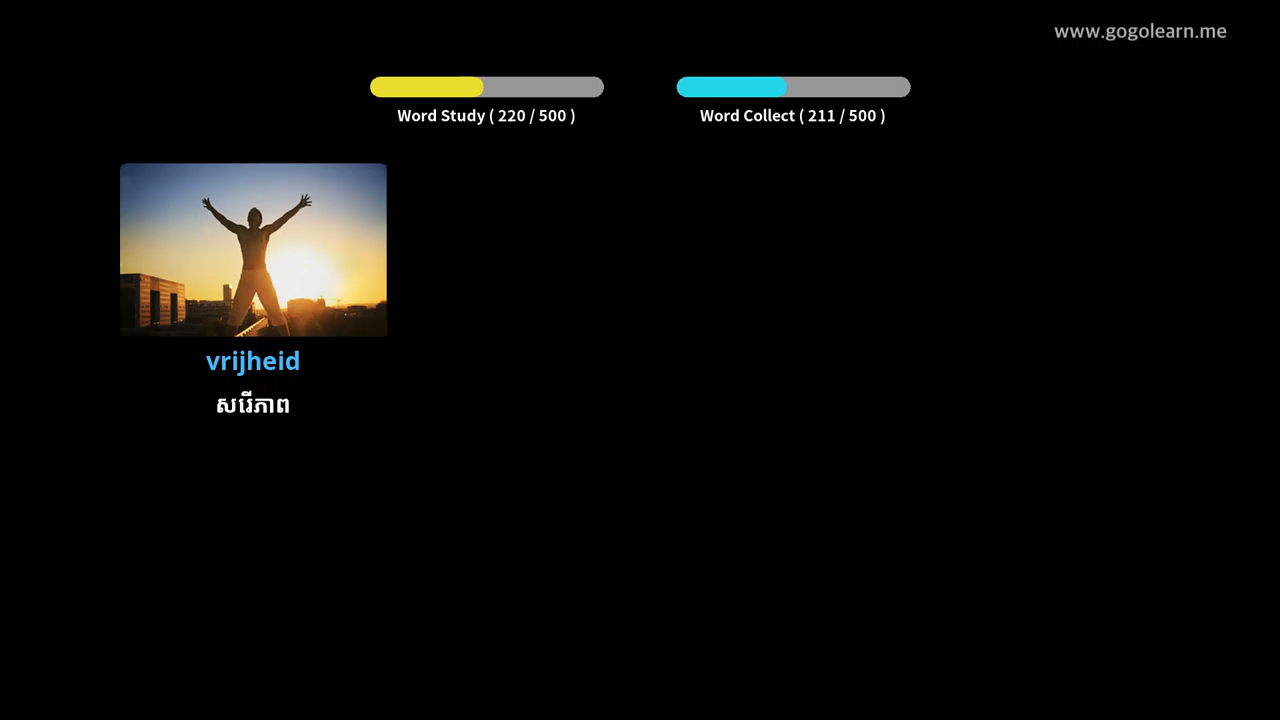 www.gogolearn.me
Word Study ( 220 / 500 )
Word Collect ( 211 / 500 )
vrijheid
សេរីភាព